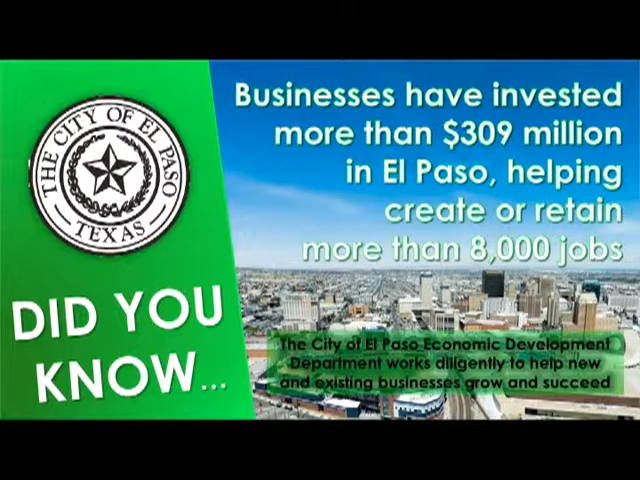 THE CITY OF EL PASO
TEXAS
DID YOU
KNOW...
Businesses have invested
more than $309 million
in El Paso, helping
create or retain
more than 8,000 jobs
The City of El Paso Economic Development
Department works diligently to help new
and existing businesses grow and succeed